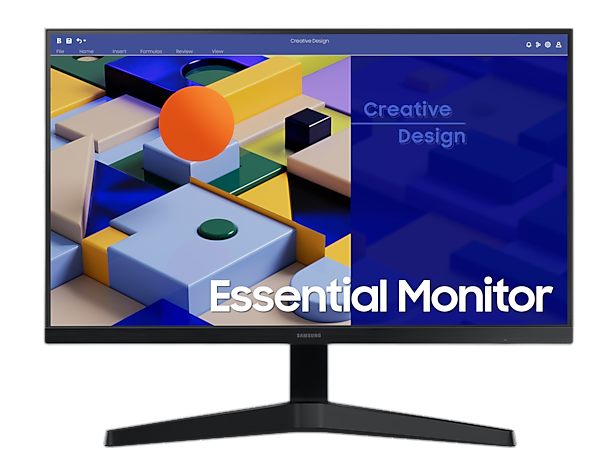 Creative Design
File Home Insert Formulas Review View
Creative
Design
Essential Monitor
SAMSUNG